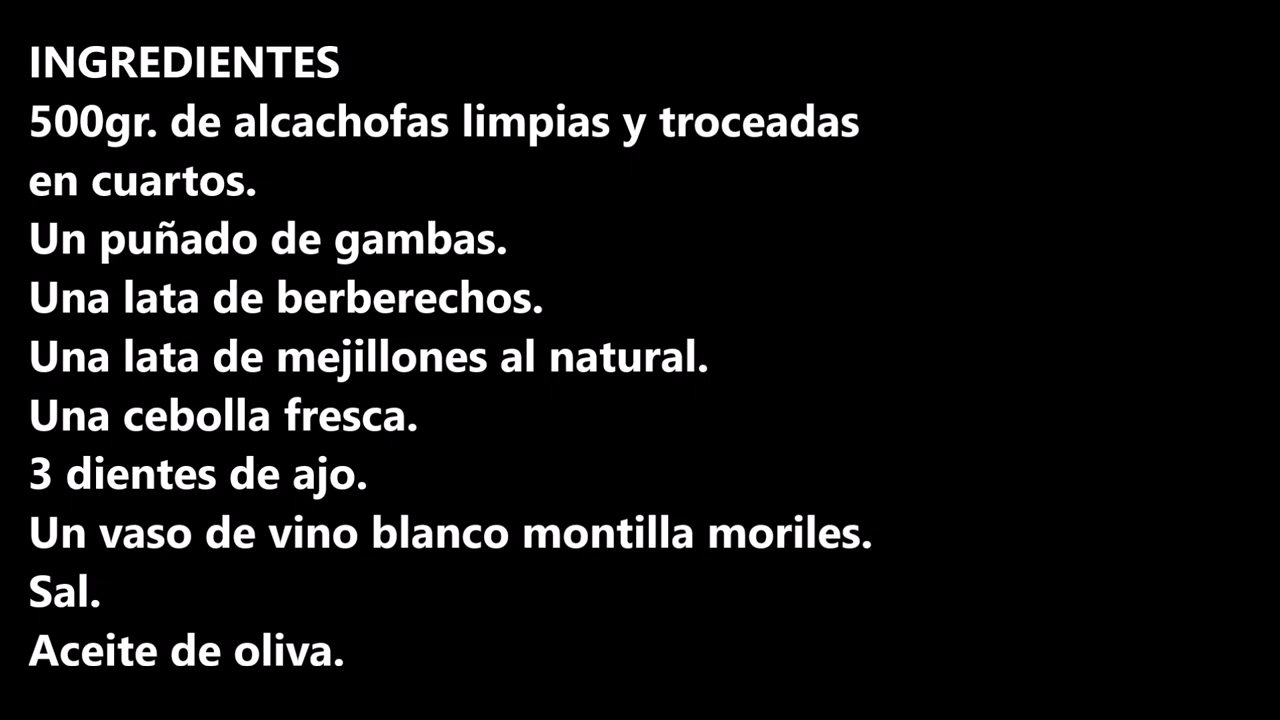 INGREDIENTES
500gr. de alcachofas limpias y troceadas
en cuartos.
Un puñado de gambas.
Una lata de berberechos.
Una lata de mejillones al natural.
Una cebolla fresca.
3 dientes de ajo.
Un vaso de vino blanco montilla moriles.
Sal.
Aceite de oliva.